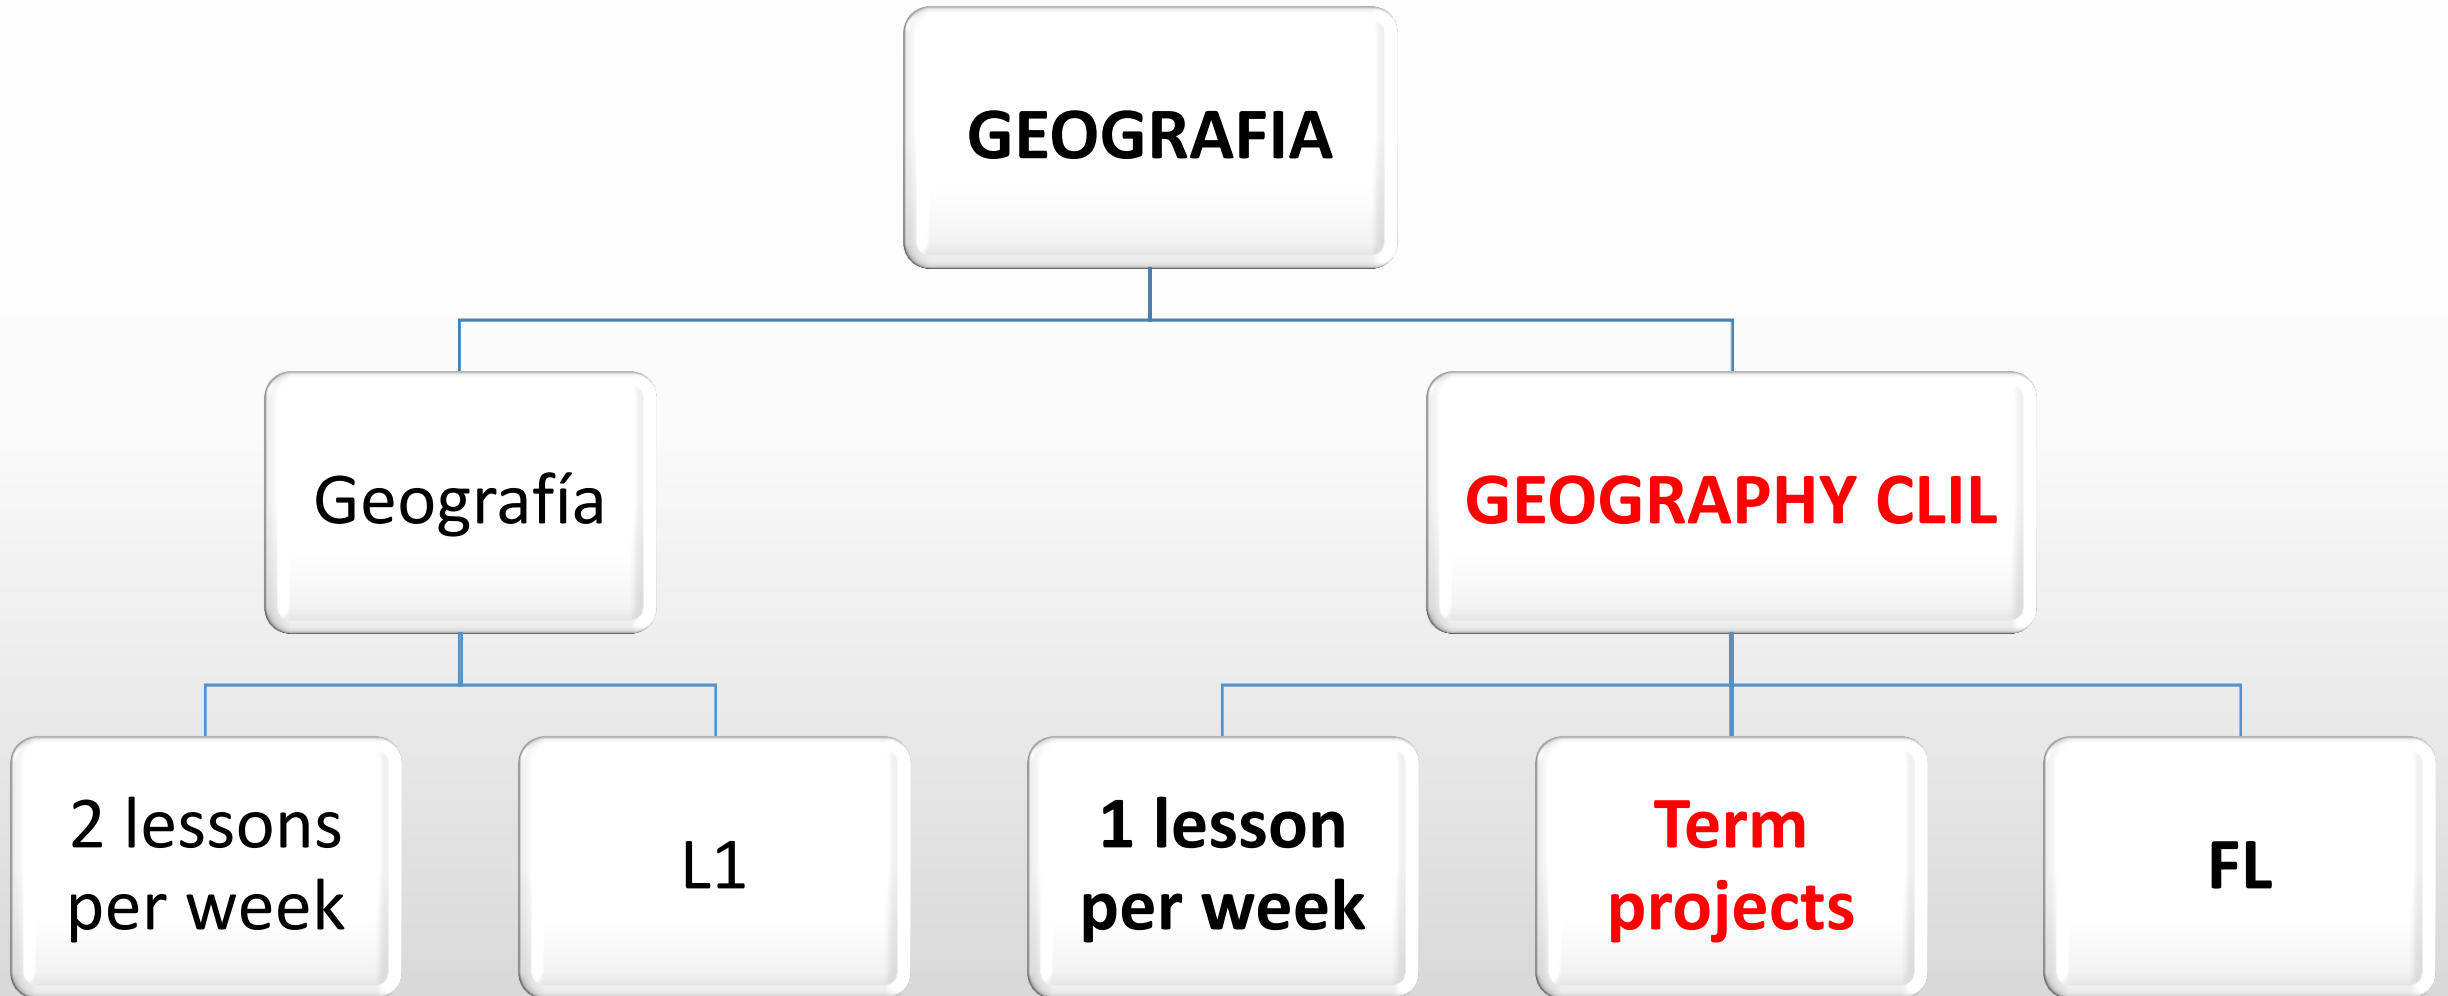 GEOGRAFIA
Geografía
GEOGRAPHY CLIL
2 lessons
per week
L1
1 lesson
per week
Term
projects
FL